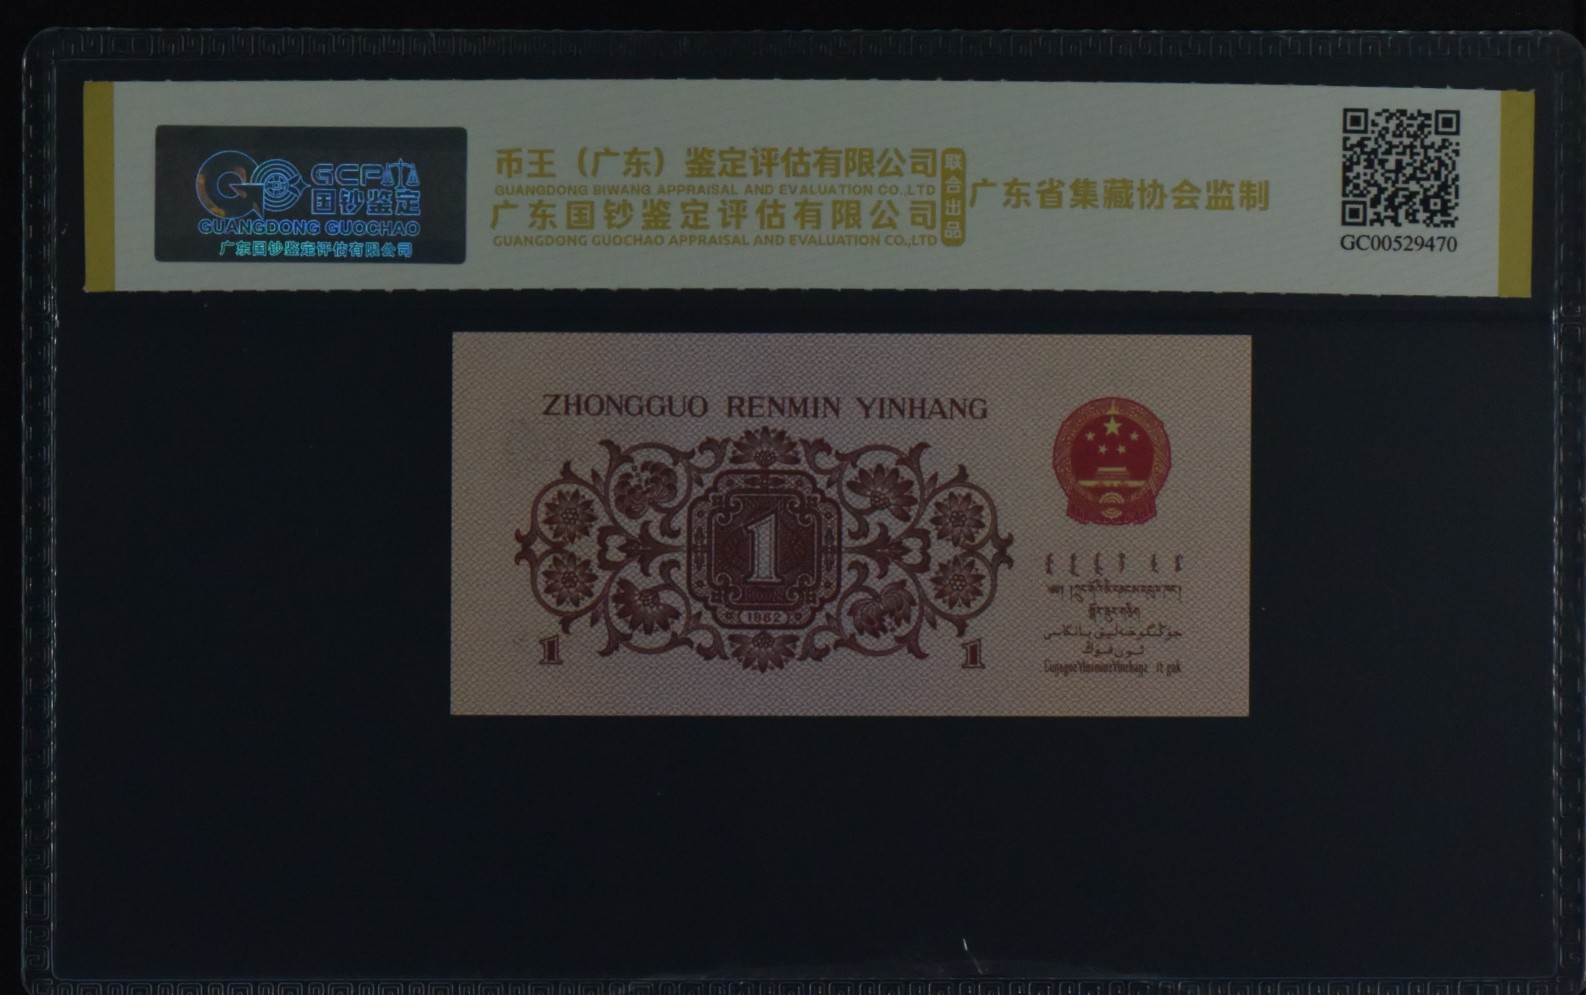 GCP
国钞鉴定
GUANGDONG GUOCHAO
广东国钞鉴定评估有限公司
币王（广东）鉴定评估有限公司
GUANGDONG BIWANG APPRAISAL AND EVALUATION CO.,LTD
广东国钞鉴定评估有限公司
GUANGDONG GUOCHAO APPRAISAL AND EVALUATION CO.,LTD
联合出品
广东省集藏协会监制
GC00529470
ZHONGGUO RENMIN YINHANG
1
1962
1
1